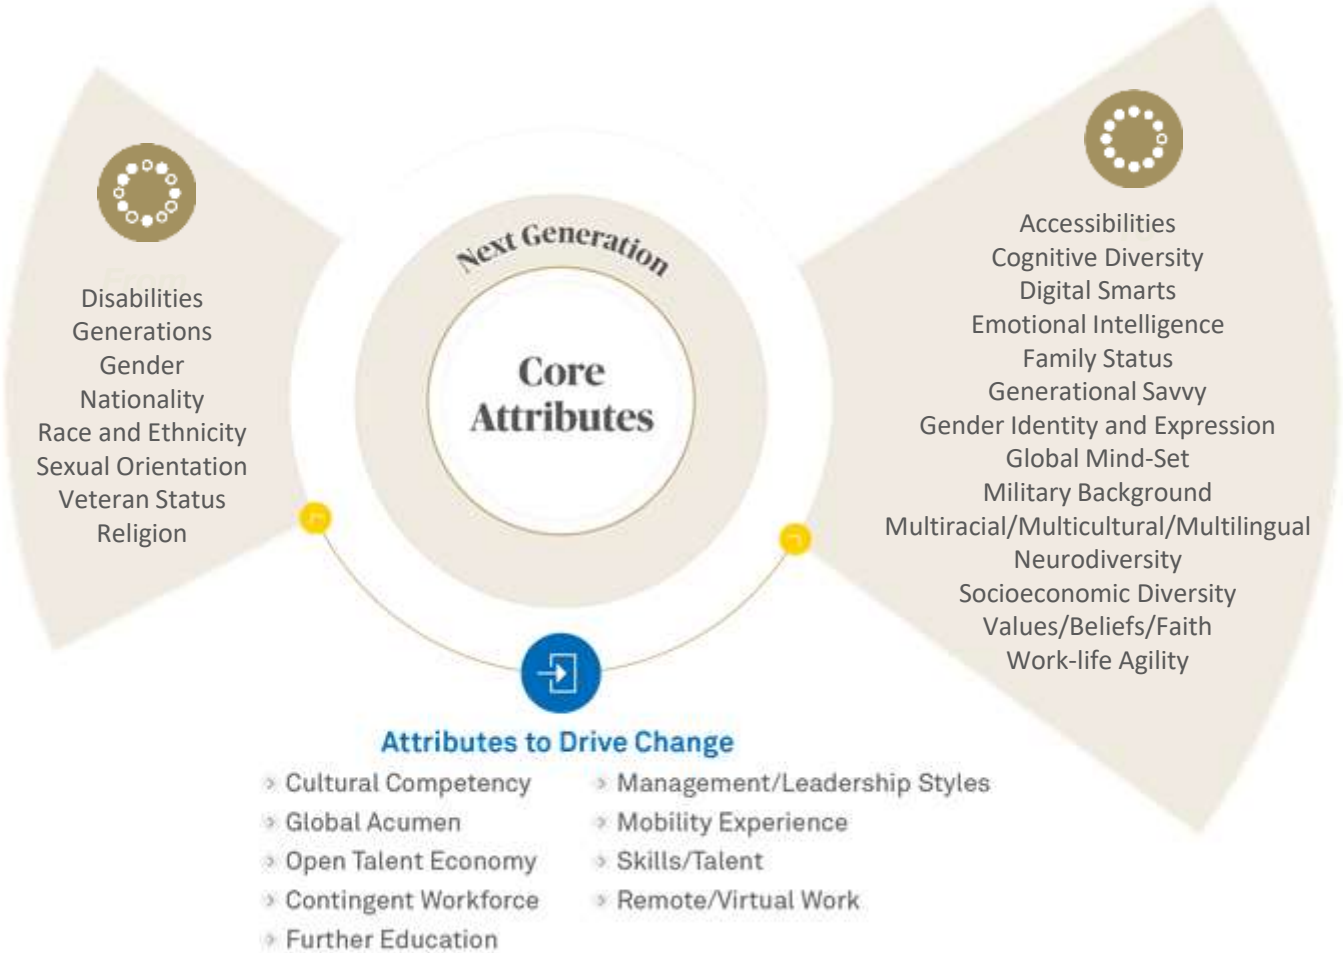 Next Generation
Core
Attributes
Disabilities
Generations
Gender
Nationality
Race and Ethnicity
Sexual Orientation
Veteran Status
Religion
Accessibilities
Cognitive Diversity
Digital Smarts
Emotional Intelligence
Family Status
Generational Savvy
Gender Identity and Expression
Global Mind-Set
Military Background
Multiracial/Multicultural/Multilingual
Neurodiversity
Socioeconomic Diversity
Values/Beliefs/Faith
Work-life Agility
Attributes to Drive Change
Cultural Competency
Global Acumen
Open Talent Economy
Contingent Workforce
Further Education
Management/Leadership Styles
Mobility Experience
Skills/Talent
Remote/Virtual Work